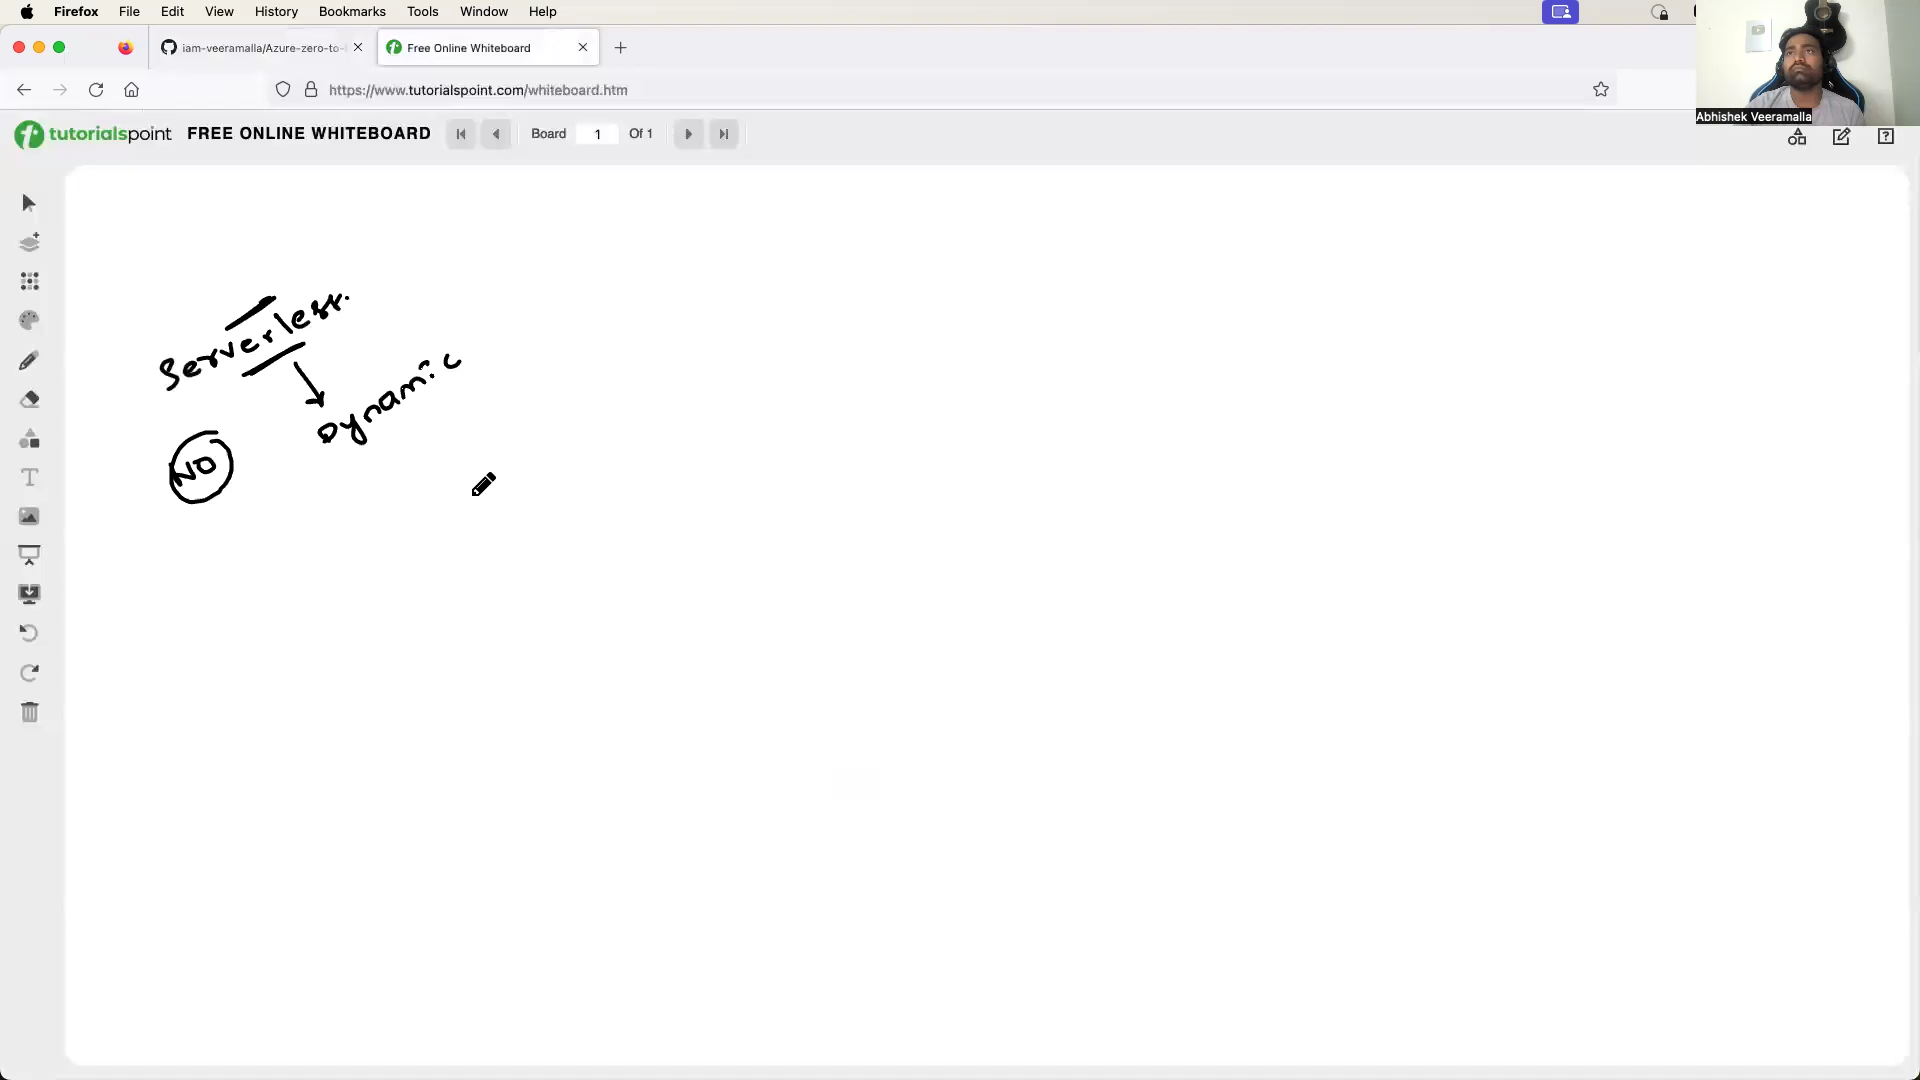 Firefox File Edit View History Bookmarks Tools Window Help
iam-veeramalla/Azure-zero-to- Free Online Whiteboard
https://www.tutorialspoint.com/whiteboard.htm
Abhishek Veeramalla
tutorialspoint FREE ONLINE WHITEBOARD Board 1 Of 1
Serverless.
Dynamic
NO